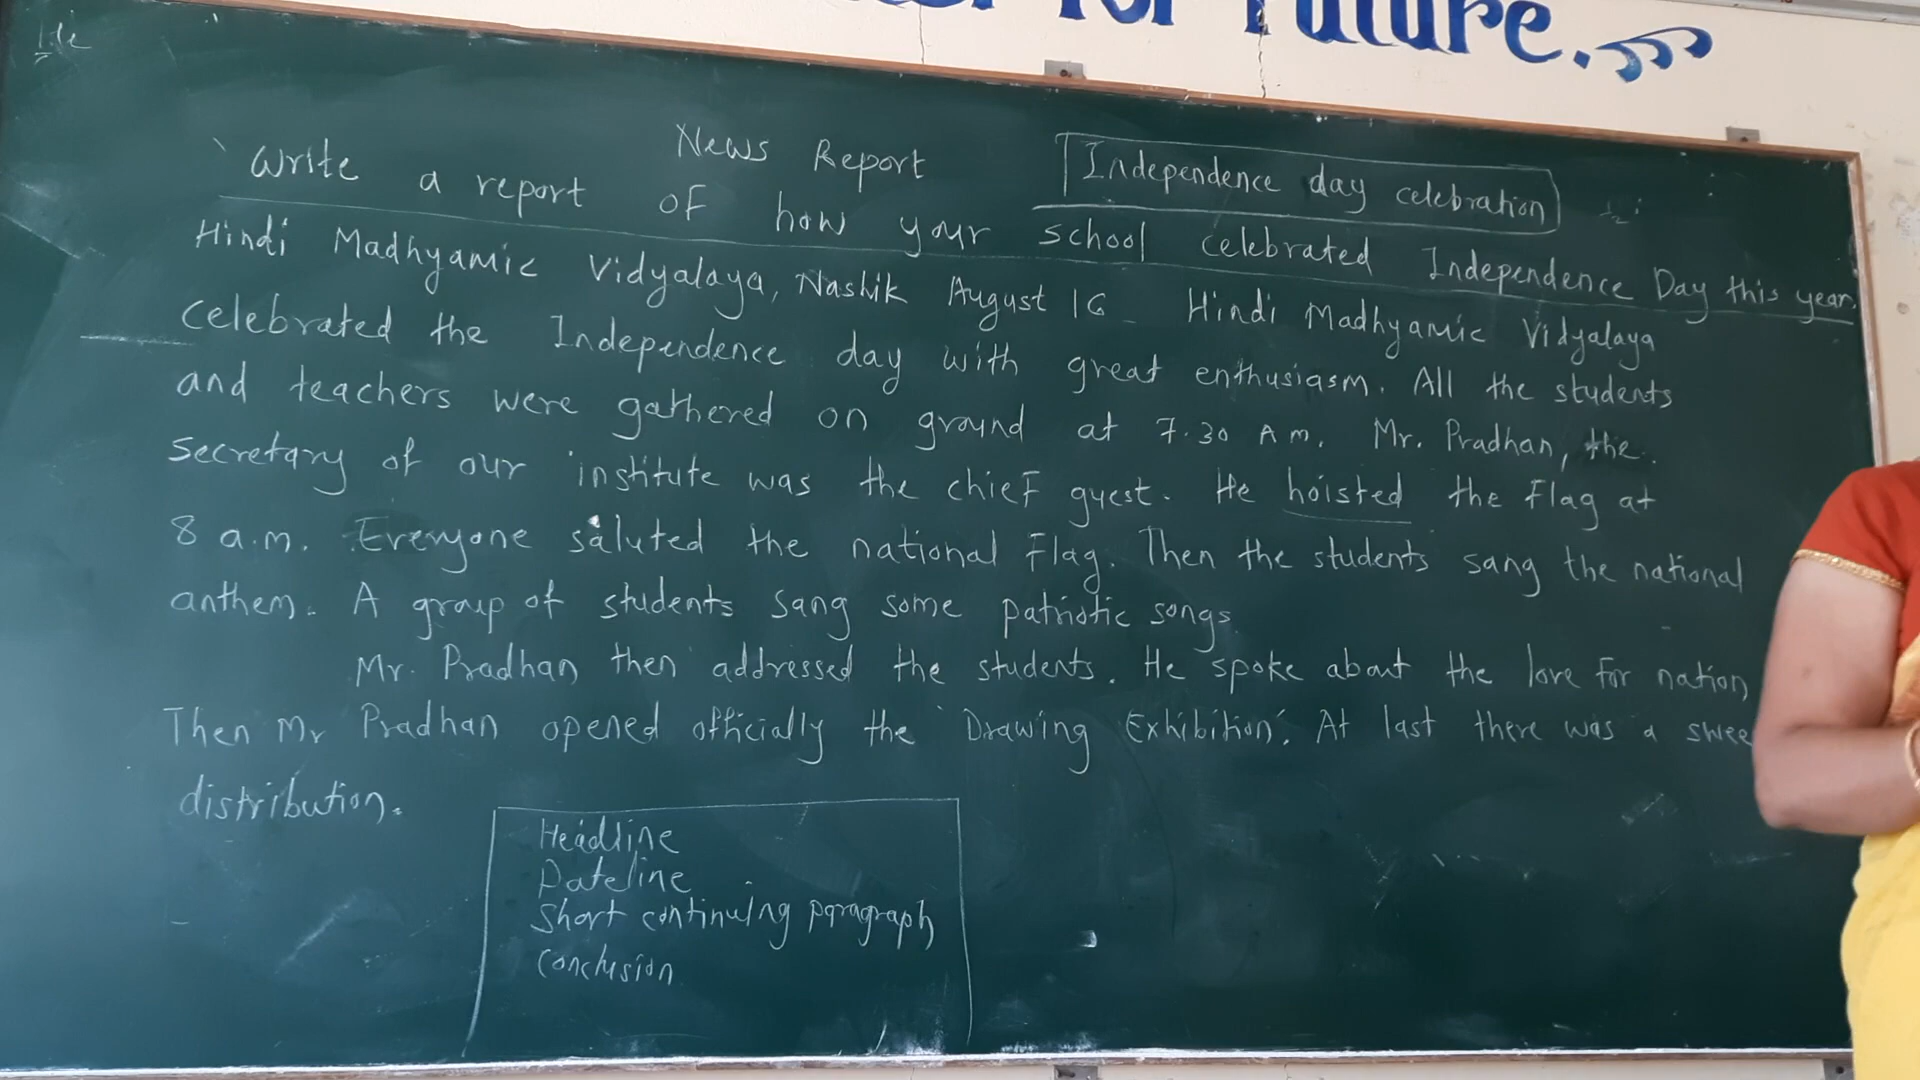 for Future.
News Report
Independence day celebration
Write a report of how your school celebrated Independence Day this year.
Hindi Madhyamic Vidyalaya, Nashik August 16 Hindi Madhyamic Vidyalaya
celebrated the Independence day with great enthusiasm. All the students
and teachers were gathered on ground at 7.30 A m. Mr. Pradhan, the
secretary of our institute was the chief guest. He hoisted the Flag at
8 a.m. Everyone saluted the national Flag. Then the students sang the national
anthem. A group of students sang some patriotic songs.
Mr. Pradhan then addressed the students. He spoke about the love for nation,
Then Mr Pradhan opened officially the 'Drawing Exhibition'. At last there was a swee
distribution.
Headline
Dateline
Short continuing paragraph
Conclusion